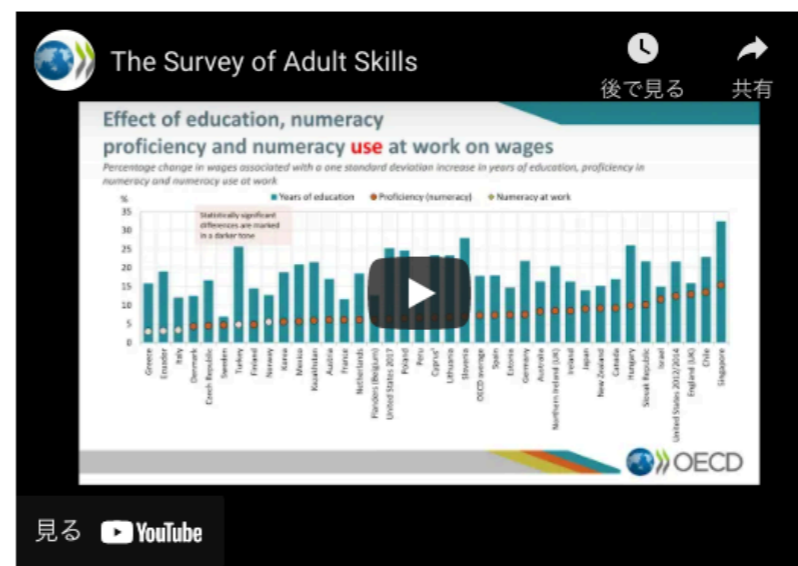 The Survey of Adult Skills
後で見る
共有
Effect of education, numeracy
proficiency and numeracy use at work on wages
Percentage change in wages associated with a one standard deviation increase in years of education, proficiency in
numeracy and numeracy use at work
%
Years of education
Proficiency (numeracy)
Numeracy at work
35
30
25
20
15
10
5
0
Statistically significant
differences are marked
in a darker tone
Greece
Ecuador
Italy
Denmark
Czech Republic
Sweden
Turkey
Finland
Norway
Korea
Mexico
Kazakhstan
Austria
France
Netherlands
Flanders (Belgium)
United States 2017
Poland
Peru
Cyprus
Lithuania
Slovenia
OECD average
Spain
Estonia
Germany
Australia
Northern Ireland (UK)
Ireland
Japan
New Zealand
Canada
Hungary
Slovak Republic
Israel
United States 2012/2014
England (UK)
Chile
Singapore
OECD
見る
YouTube